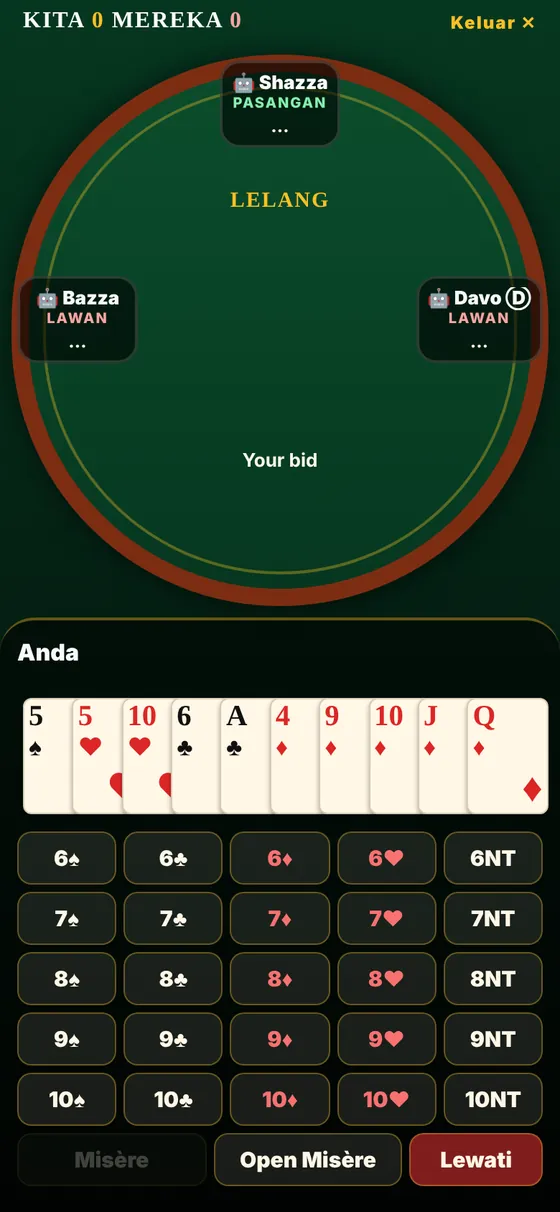 KITA 0 MEREKA 0
Keluar ✕
🤖 Shazza
PASANGAN
...
LELANG
🤖 Bazza
LAWAN
...
🤖 Davo Ⓓ
LAWAN
...
Your bid
Anda
5 5 10 6 A 4 9 10 J Q
♠ ♥ ♥ ♣ ♣ ♦ ♦ ♦ ♦ ♦
6♠ 6♣ 6♦ 6♥ 6NT
7♠ 7♣ 7♦ 7♥ 7NT
8♠ 8♣ 8♦ 8♥ 8NT
9♠ 9♣ 9♦ 9♥ 9NT
10♠ 10♣ 10♦ 10♥ 10NT
Misère Open Misère Lewati